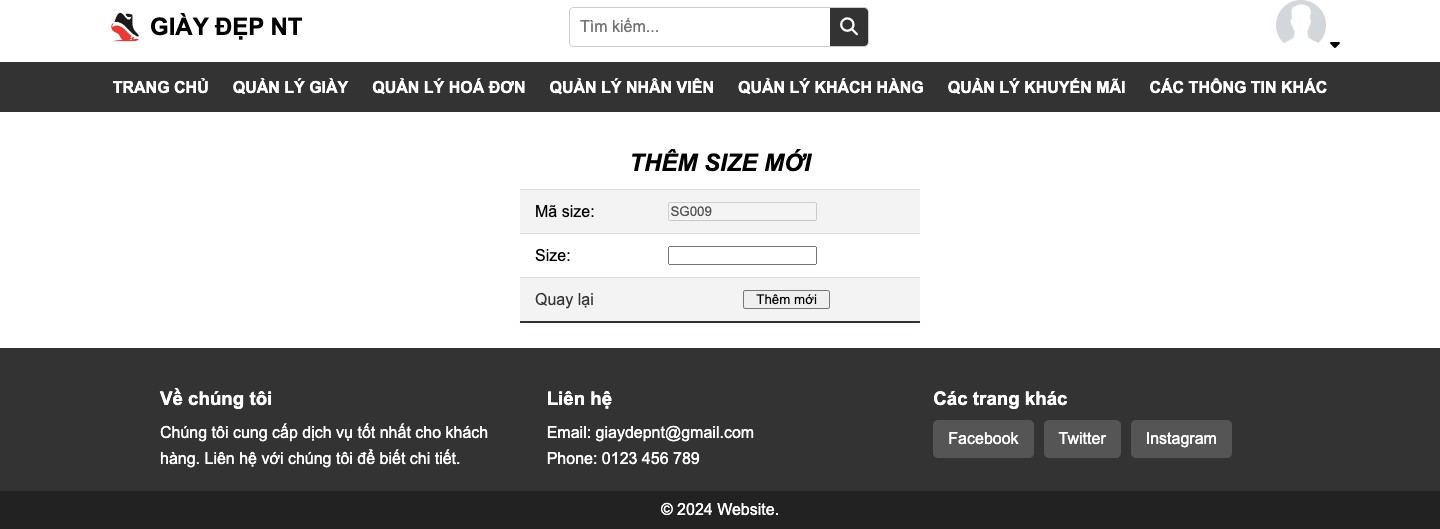 GIÀY ĐẸP NT
Tìm kiếm...
TRANG CHỦ QUẢN LÝ GIÀY QUẢN LÝ HOÁ ĐƠN QUẢN LÝ NHÂN VIÊN QUẢN LÝ KHÁCH HÀNG QUẢN LÝ KHUYẾN MÃI CÁC THÔNG TIN KHÁC
THÊM SIZE MỚI
Mã size: SG009
Size:
Quay lại Thêm mới
Về chúng tôi
Chúng tôi cung cấp dịch vụ tốt nhất cho khách
hàng. Liên hệ với chúng tôi để biết chi tiết.
Liên hệ
Email: giaydepnt@gmail.com
Phone: 0123 456 789
Các trang khác
Facebook Twitter Instagram
© 2024 Website.